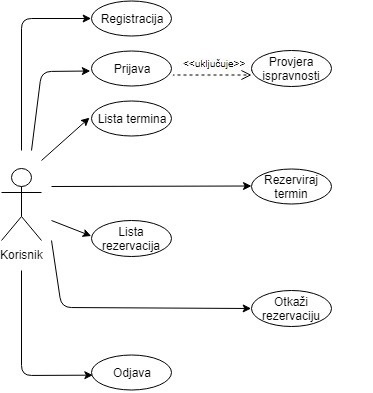 Registracija
Prijava
<<uključuje>>
Provjera
ispravnosti
Lista termina
Rezerviraj
termin
Lista
rezervacija
Korisnik
Otkaži
rezervaciju
Odjava